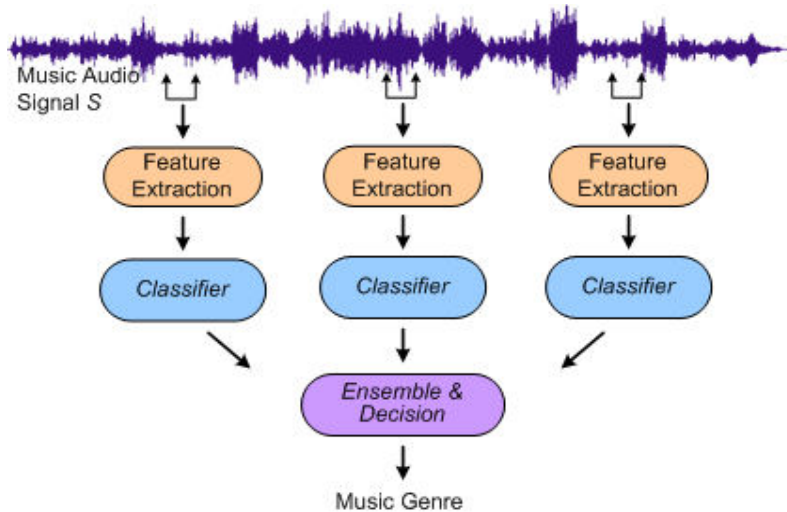 Music Audio
Signal S
Feature
Extraction
Feature
Extraction
Feature
Extraction
Classifier
Classifier
Classifier
Ensemble &
Decision
Music Genre